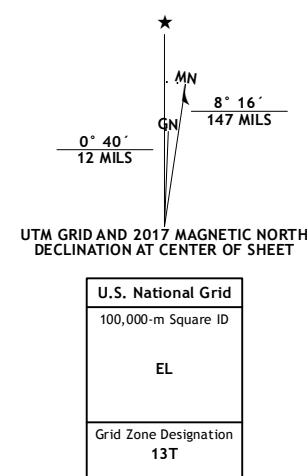 ★
MN
8° 16´
147 MILS
GN
0° 40´
12 MILS
UTM GRID AND 2017 MAGNETIC NORTH
DECLINATION AT CENTER OF SHEET
U.S. National Grid
100,000-m Square ID
EL
Grid Zone Designation
13T